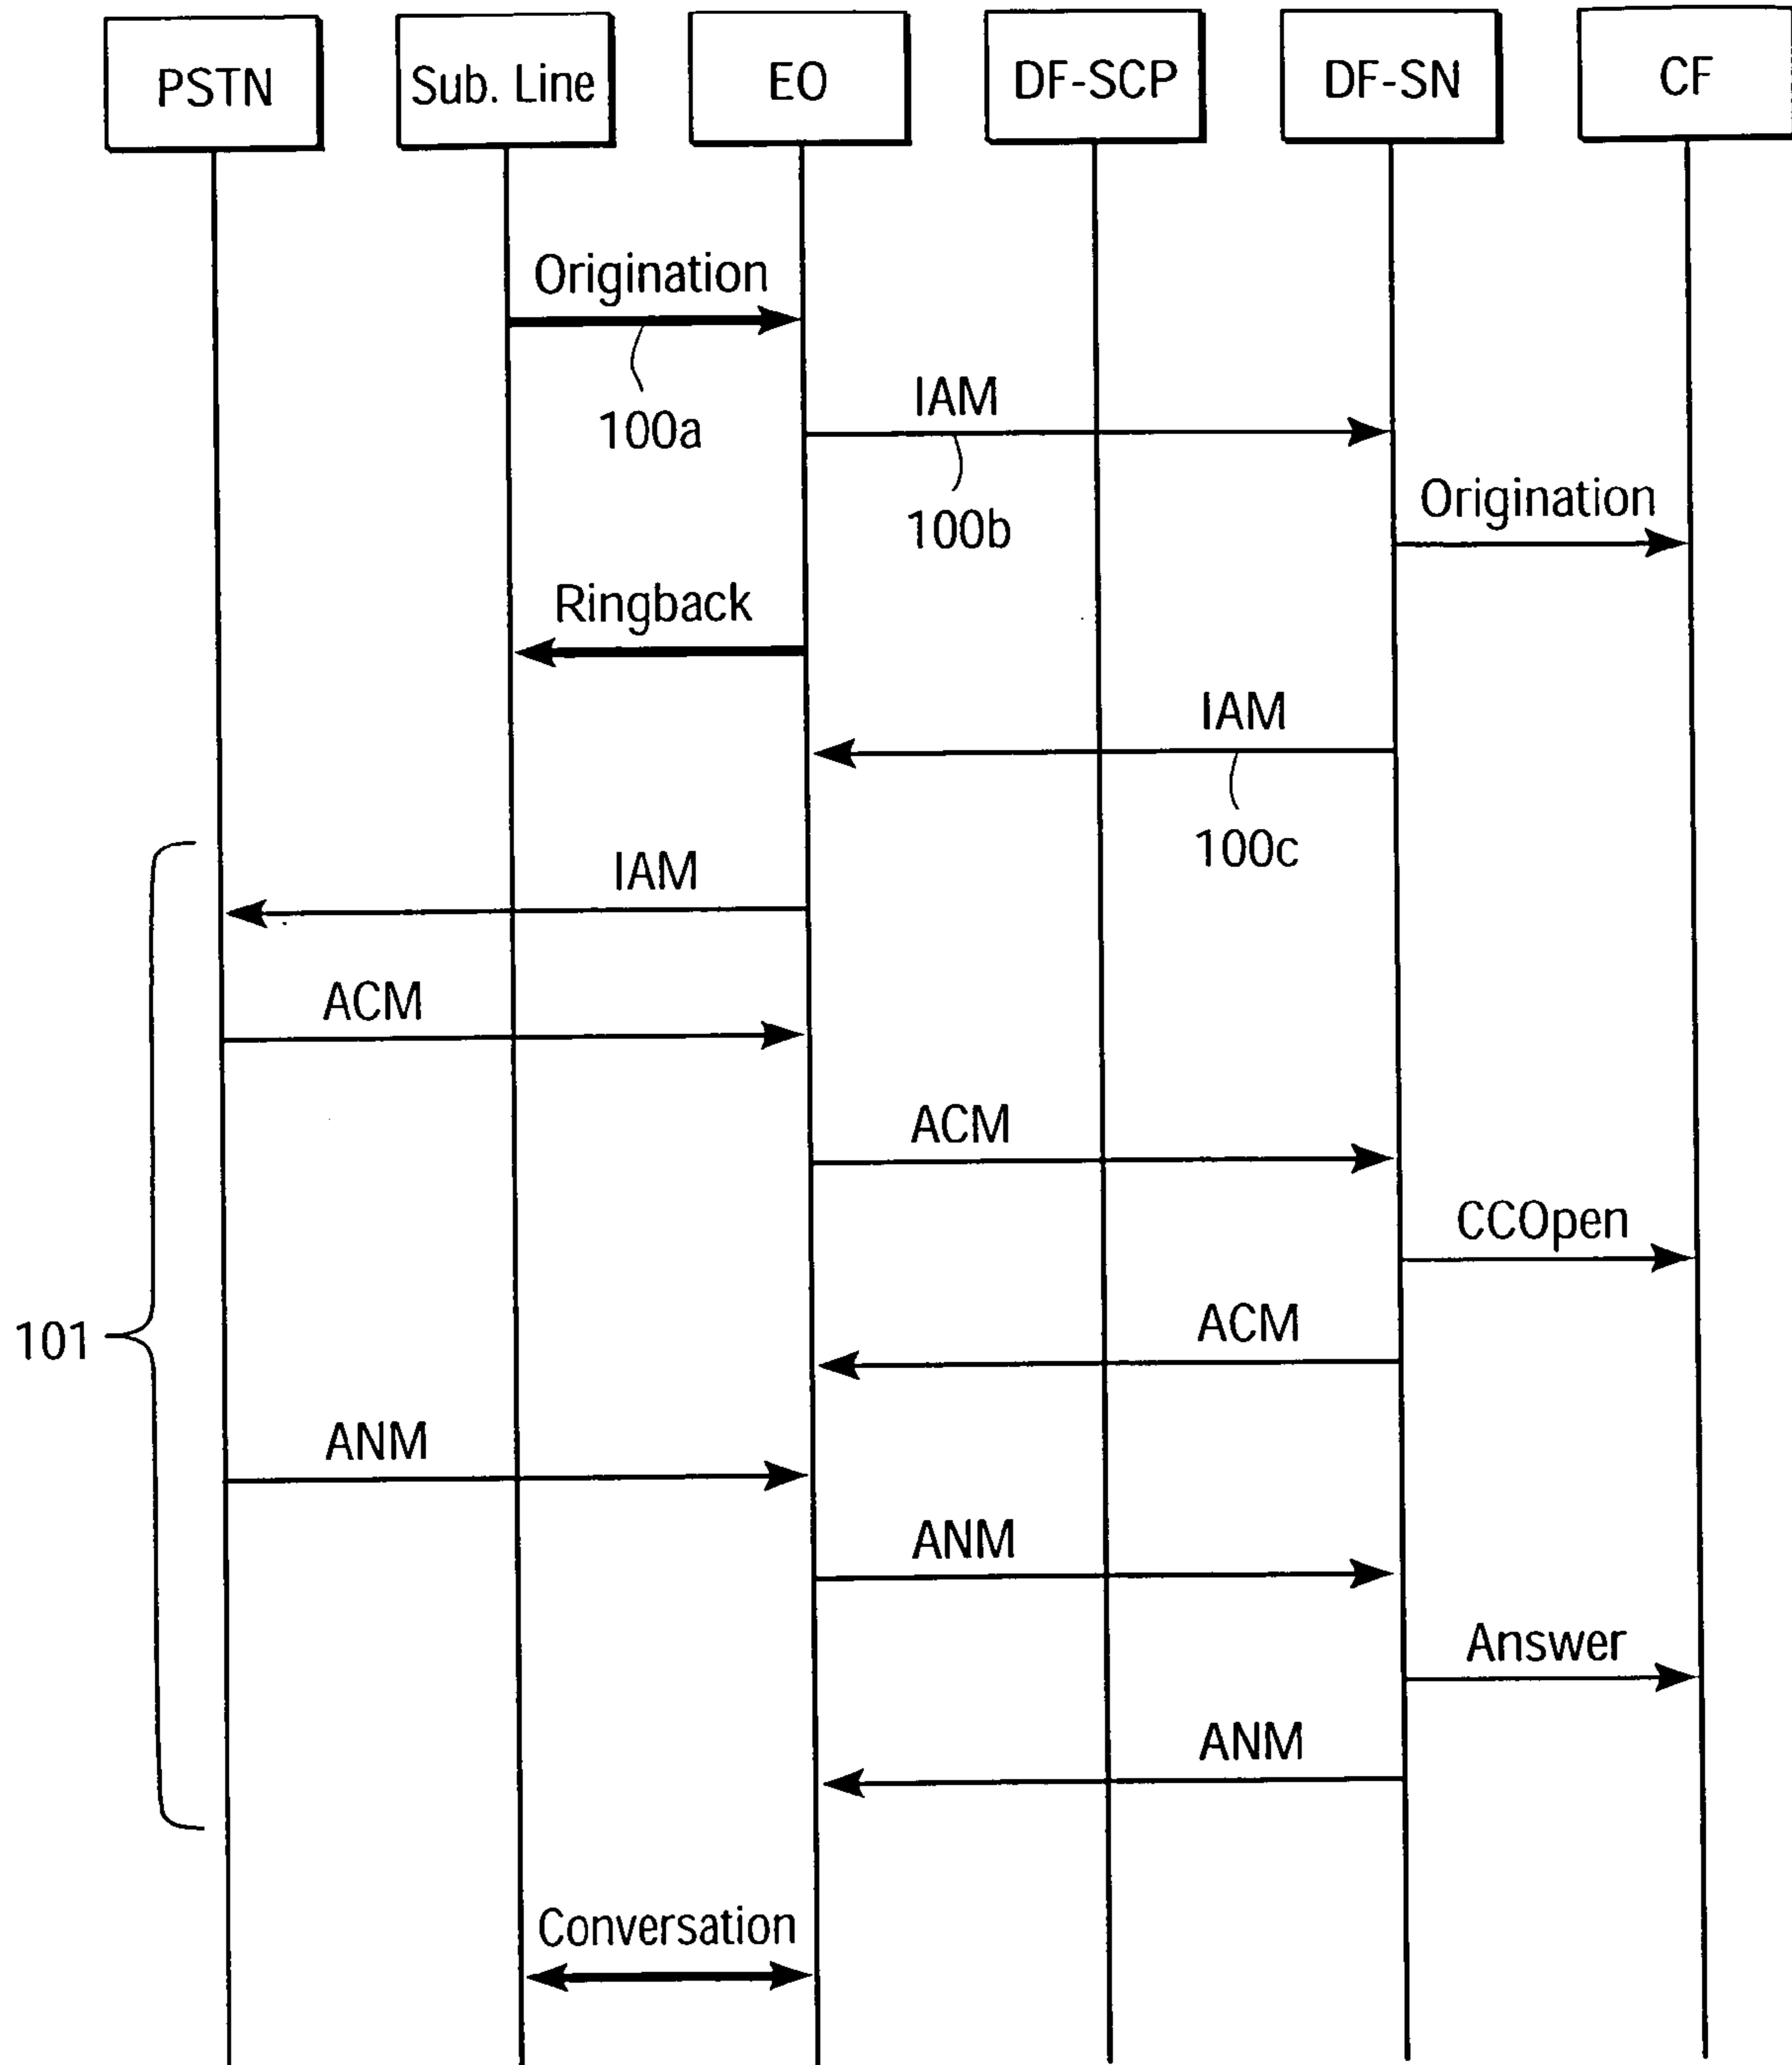 PSTN
Sub. Line
EO
DF-SCP
DF-SN
CF
Origination
100a
IAM
100b
Origination
Ringback
IAM
100c
IAM
ACM
ACM
CCOpen
101
ACM
ANM
ANM
Answer
ANM
Conversation